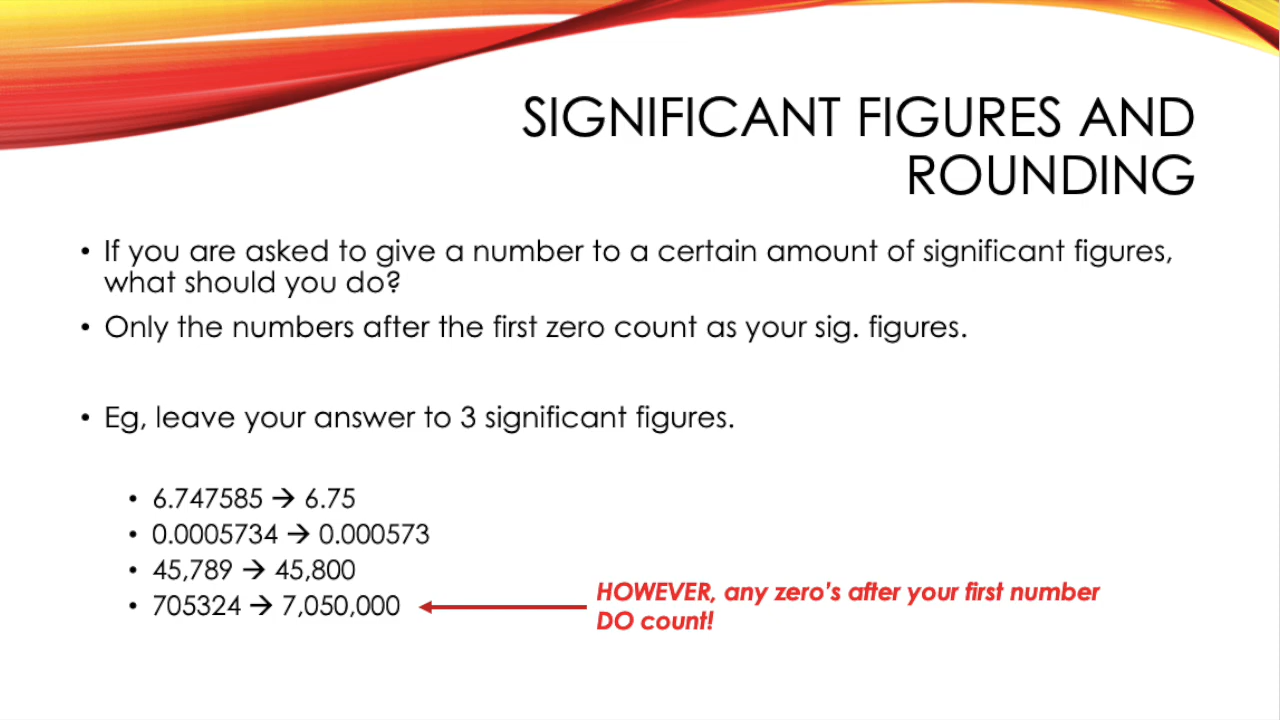 SIGNIFICANT FIGURES AND
ROUNDING
• If you are asked to give a number to a certain amount of significant figures,
what should you do?
• Only the numbers after the first zero count as your sig. figures.
• Eg, leave your answer to 3 significant figures.
• 6.747585 → 6.75
• 0.0005734 → 0.000573
• 45,789 → 45,800
• 705324 → 7,050,000
HOWEVER, any zero's after your first number
DO count!